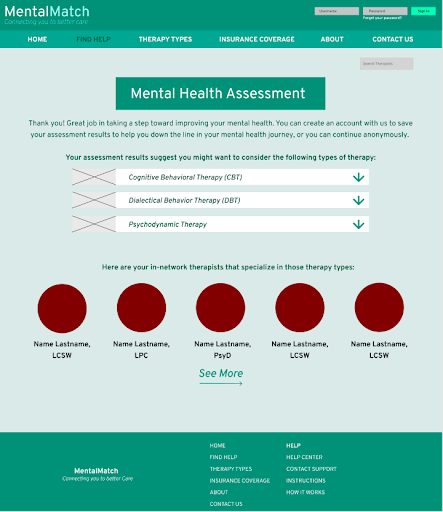 MentalMatch
Connecting you to better care
Username
Password
Sign In
Forgot your password?
HOME
FIND HELP
THERAPY TYPES
INSURANCE COVERAGE
ABOUT
CONTACT US
Search Therapists
Mental Health Assessment
Thank you! Great job in taking a step toward improving your mental health. You can create an account with us to save
your assessment results to help you down the line in your mental health journey, or you can continue anonymously.
Your assessment results suggest you might want to consider the following types of therapy:
Cognitive Behavioral Therapy (CBT)
Dialectical Behavior Therapy (DBT)
Psychodynamic Therapy
Here are your in-network therapists that specialize in those therapy types:
Name Lastname,
LCSW
Name Lastname,
LPC
Name Lastname,
PsyD
Name Lastname,
LCSW
Name Lastname,
LCSW
See More
MentalMatch
Connecting you to better Care
HOME
FIND HELP
THERAPY TYPES
INSURANCE COVERAGE
ABOUT
CONTACT US
HELP
HELP CENTER
CONTACT SUPPORT
INSTRUCTIONS
HOW IT WORKS